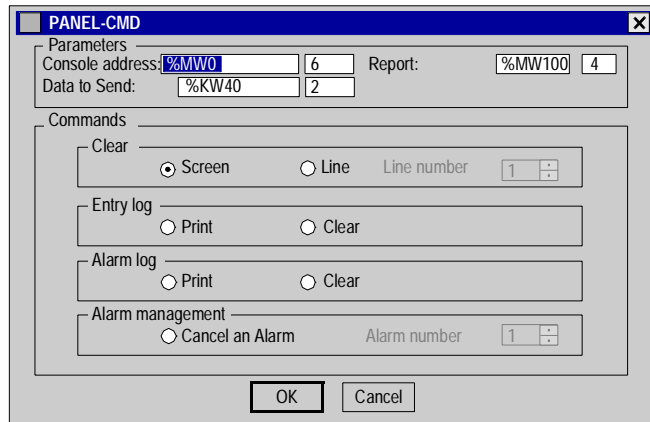 PANEL-CMD
Parameters
Console address: %MW0 6 Report: %MW100 4
Data to Send: %KW40 2
Commands
Clear
Screen Line Line number 1
Entry log
Print Clear
Alarm log
Print Clear
Alarm management
Cancel an Alarm Alarm number 1
OK Cancel